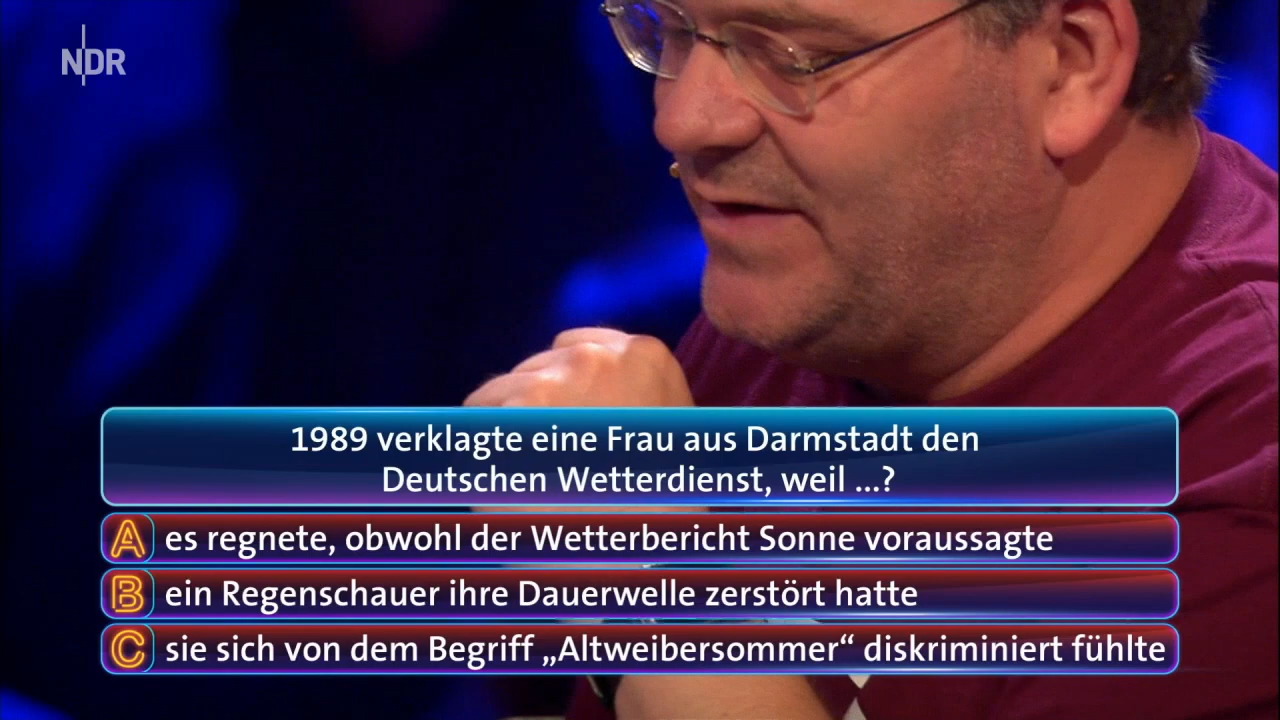 NDR
1989 verklagte eine Frau aus Darmstadt den
Deutschen Wetterdienst, weil ...?
A es regnete, obwohl der Wetterbericht Sonne voraussagte
B ein Regenschauer ihre Dauerwelle zerstört hatte
C sie sich von dem Begriff „Altweibersommer“ diskriminiert fühlte